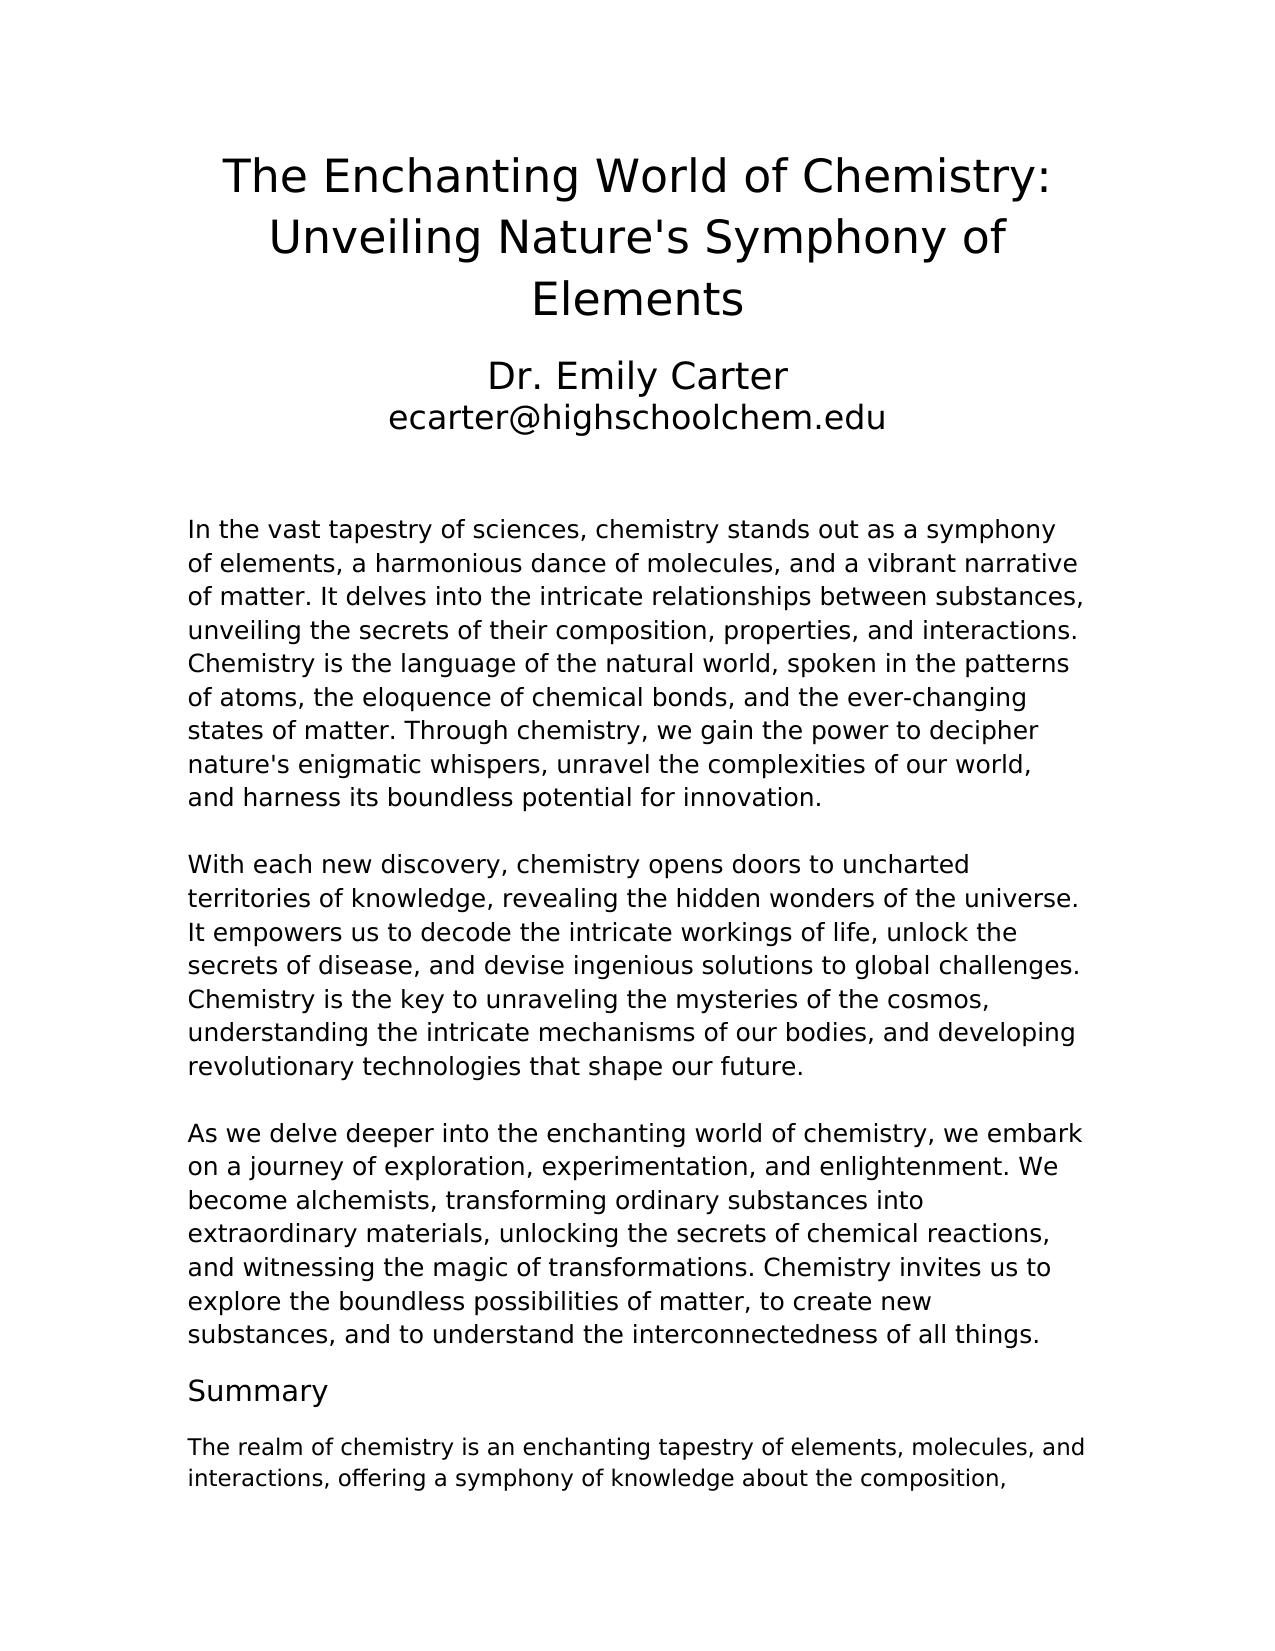 The Enchanting World of Chemistry:
Unveiling Nature's Symphony of
Elements
Dr. Emily Carter
ecarter@highschoolchem.edu
In the vast tapestry of sciences, chemistry stands out as a symphony
of elements, a harmonious dance of molecules, and a vibrant narrative
of matter. It delves into the intricate relationships between substances,
unveiling the secrets of their composition, properties, and interactions.
Chemistry is the language of the natural world, spoken in the patterns
of atoms, the eloquence of chemical bonds, and the ever-changing
states of matter. Through chemistry, we gain the power to decipher
nature's enigmatic whispers, unravel the complexities of our world,
and harness its boundless potential for innovation.
With each new discovery, chemistry opens doors to uncharted
territories of knowledge, revealing the hidden wonders of the universe.
It empowers us to decode the intricate workings of life, unlock the
secrets of disease, and devise ingenious solutions to global challenges.
Chemistry is the key to unraveling the mysteries of the cosmos,
understanding the intricate mechanisms of our bodies, and developing
revolutionary technologies that shape our future.
As we delve deeper into the enchanting world of chemistry, we embark
on a journey of exploration, experimentation, and enlightenment. We
become alchemists, transforming ordinary substances into
extraordinary materials, unlocking the secrets of chemical reactions,
and witnessing the magic of transformations. Chemistry invites us to
explore the boundless possibilities of matter, to create new
substances, and to understand the interconnectedness of all things.
Summary
The realm of chemistry is an enchanting tapestry of elements, molecules, and
interactions, offering a symphony of knowledge about the composition,